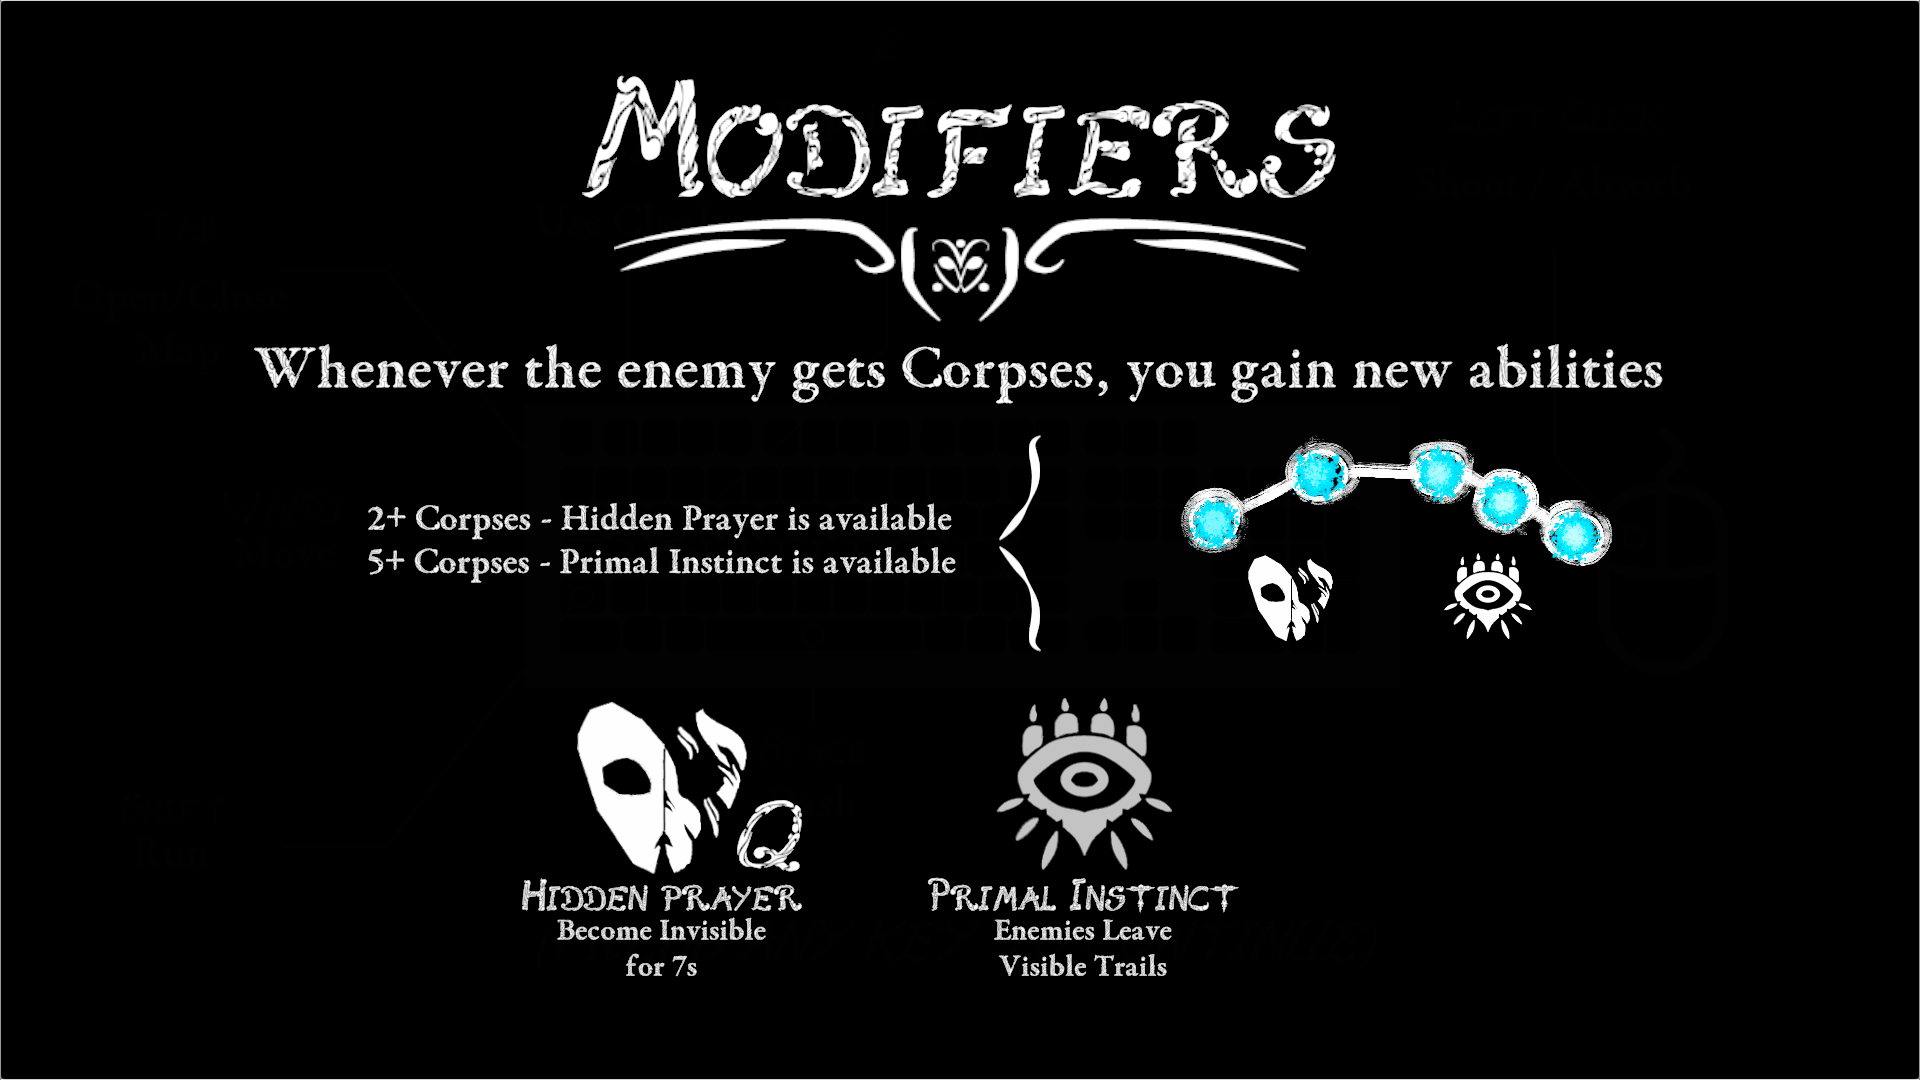 Modifiers
Whenever the enemy gets Corpses, you gain new abilities
2+ Corpses - Hidden Prayer is available
5+ Corpses - Primal Instinct is available
Q
Hidden prayer
Become Invisible
for 7s
Primal Instinct
Enemies Leave
Visible Trails